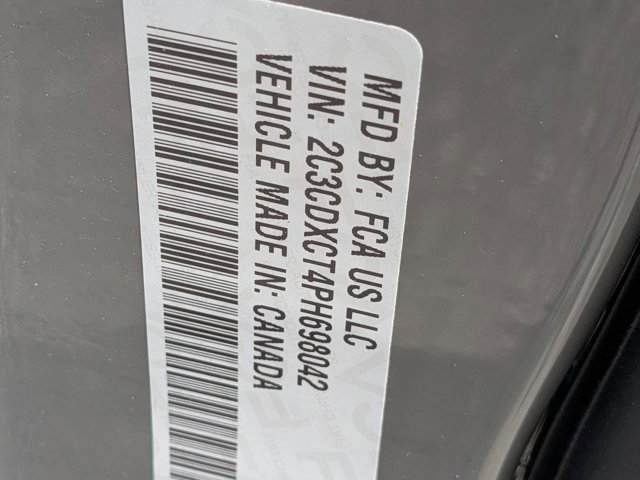 MFD BY: FCA US LLC
VIN: 2C3CDXCT4PH698042
VEHICLE MADE IN: CANADA